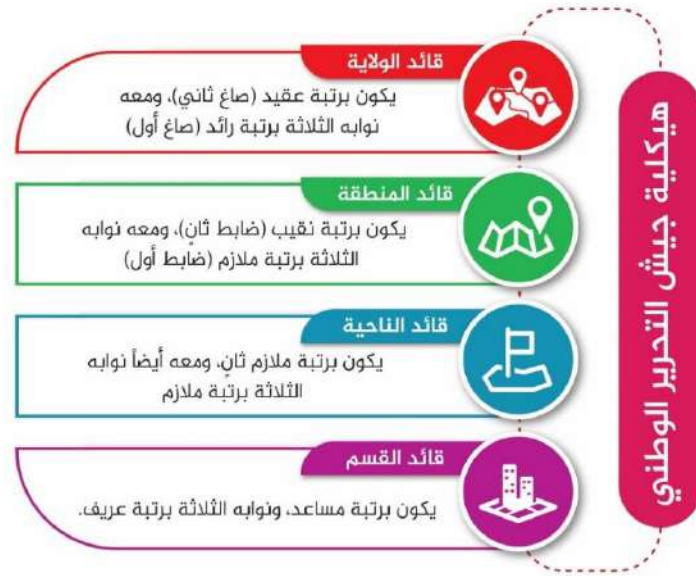 هيكلية جيش التحرير الوطني
قائد الولاية
يكون برتبة عقيد (صاغ ثاني)، ومعه
نوابه الثلاثة برتبة رائد (صاغ أول)
قائد المنطقة
يكون برتبة نقيب (ضابط ثانٍ)، ومعه نوابه
الثلاثة برتبة ملازم (ضابط أول)
قائد الناحية
يكون برتبة ملازم ثانٍ، ومعه أيضاً نوابه
الثلاثة برتبة ملازم
قائد القسم
يكون برتبة مساعد، ونوابه الثلاثة برتبة عريف.